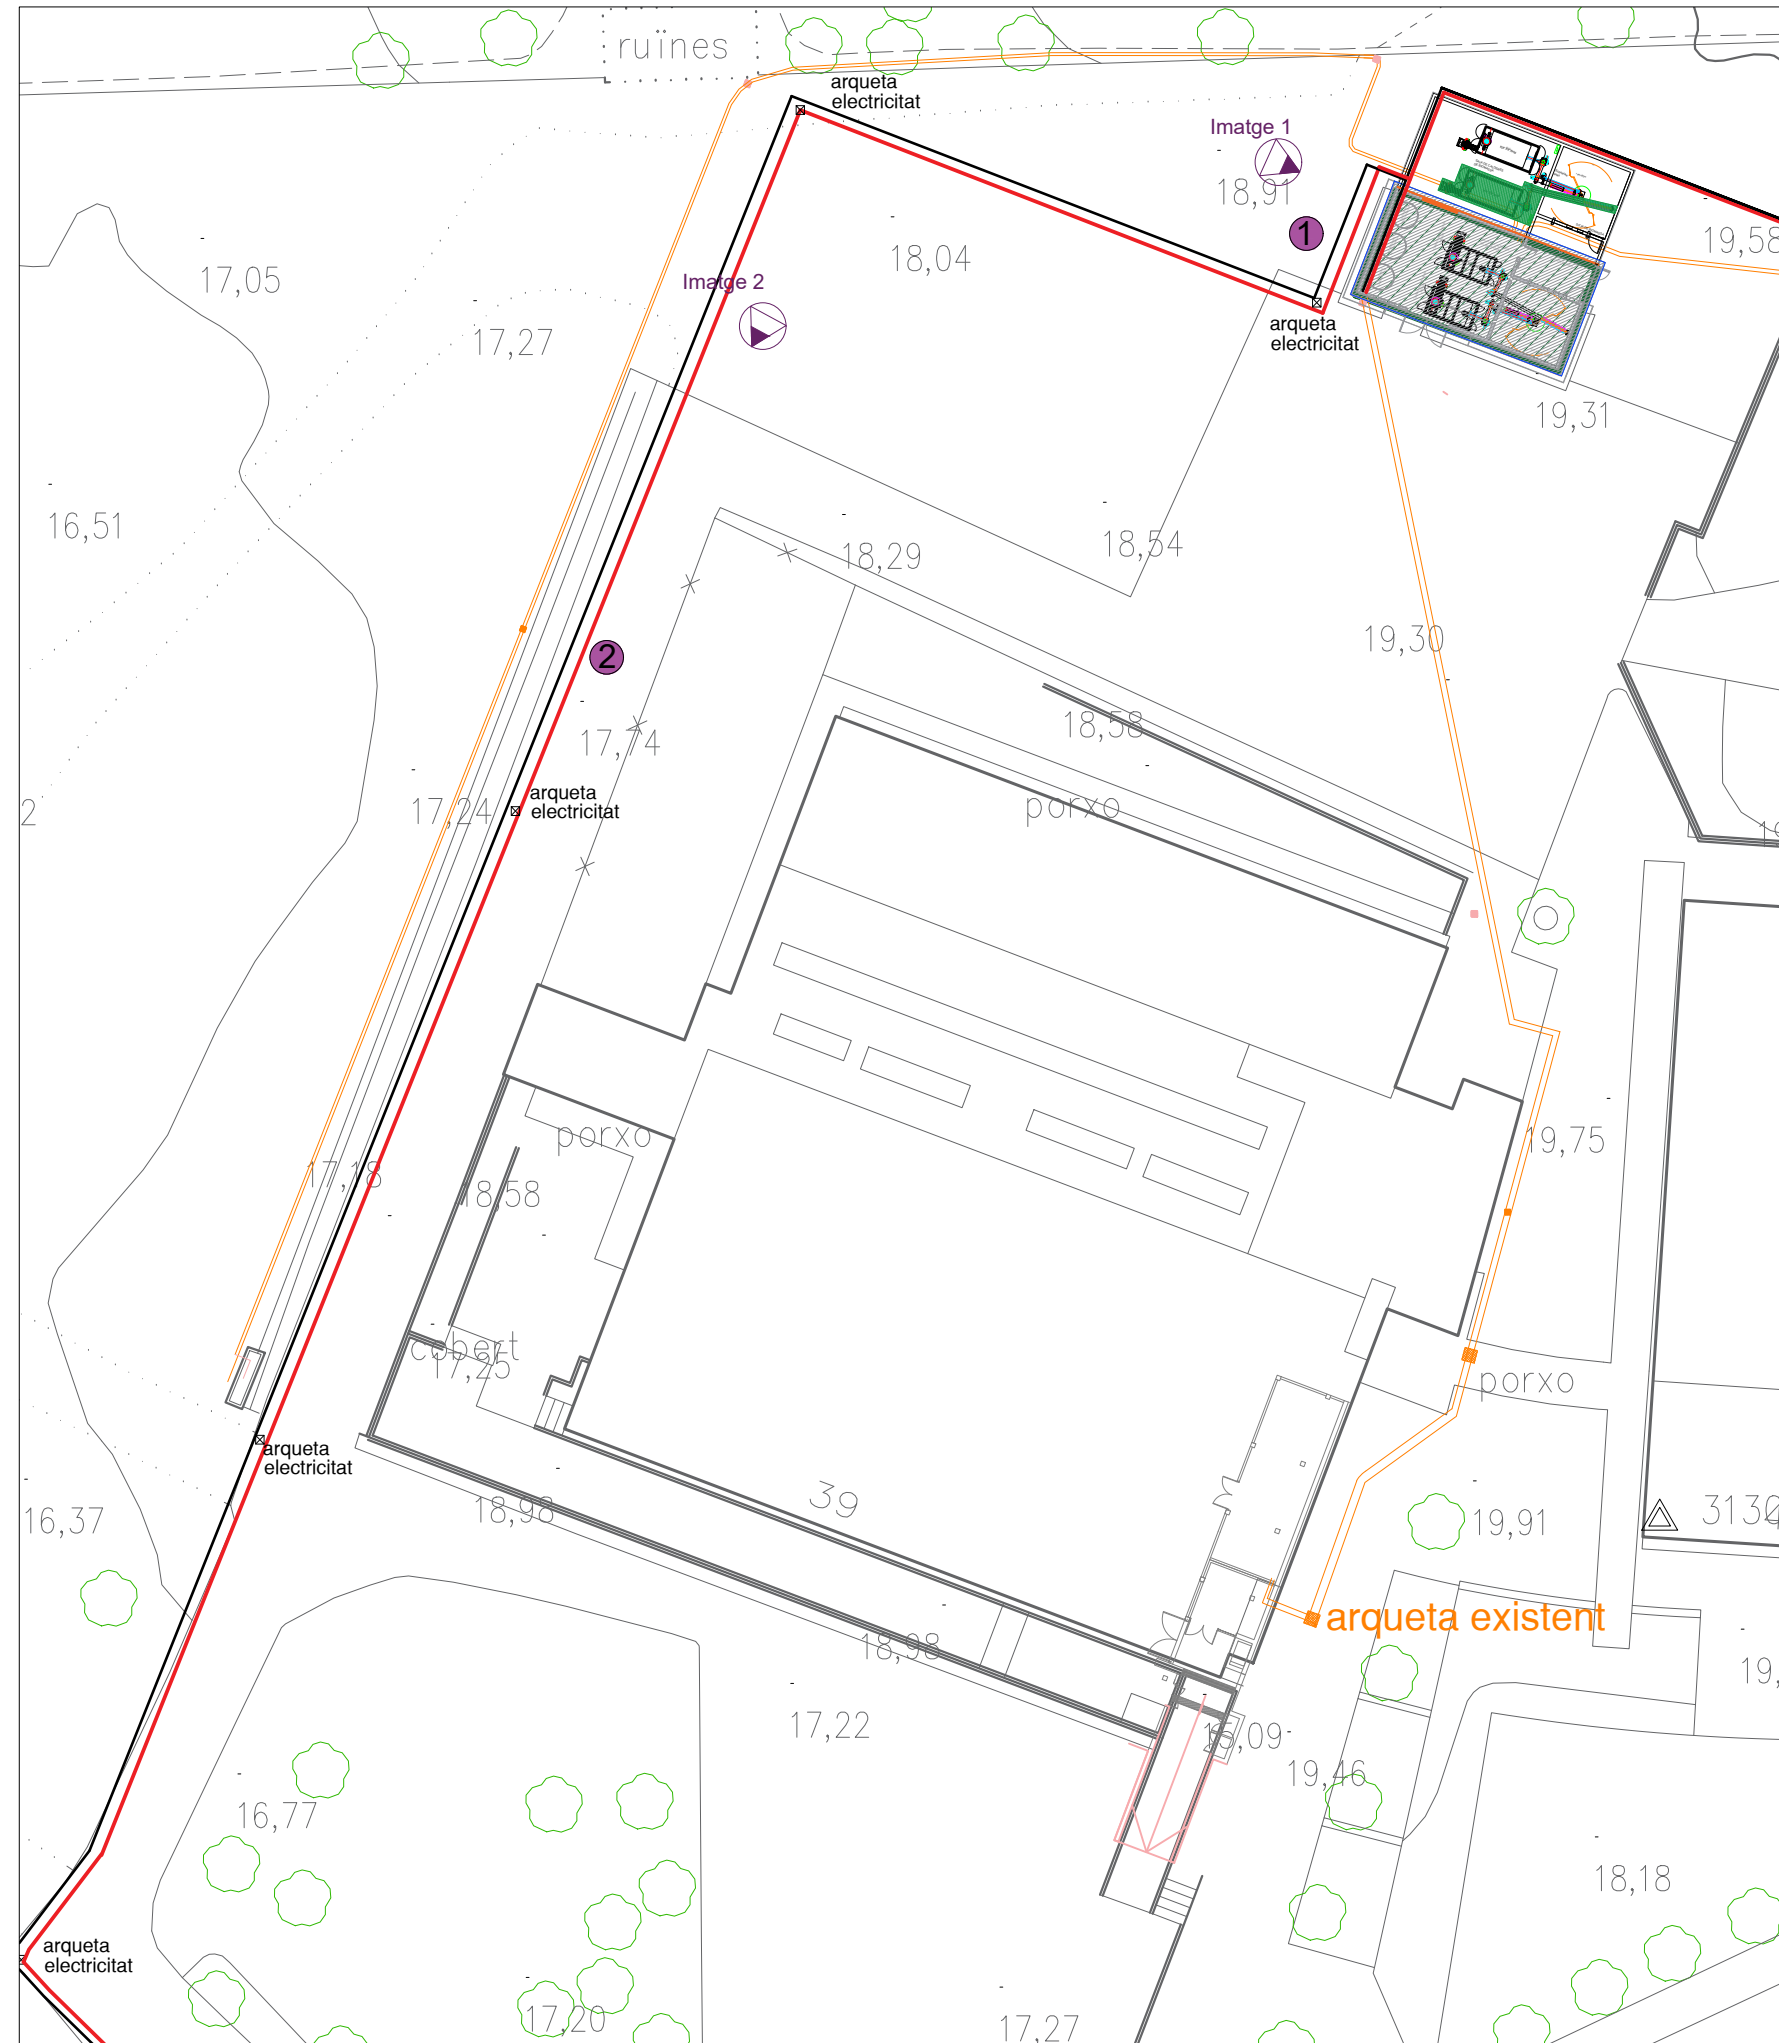 ruïnes
arqueta
electricitat
Imatge 1
18,91
1
19,58
18,04
17,05
Imatge 2
17,27
arqueta
electricitat
19,31
16,51
18,29
18,54
19,30
2
17,74
18,58
arqueta
electricitat
17,24
2
porxo
porxo
19,75
17,18
18,58
cobert
17,25
porxo
arqueta
electricitat
39
16,37
18,98
19,91
arqueta existent
18,98
17,22
15,09
19,46
16,77
18,18
arqueta
electricitat
17,20
17,27